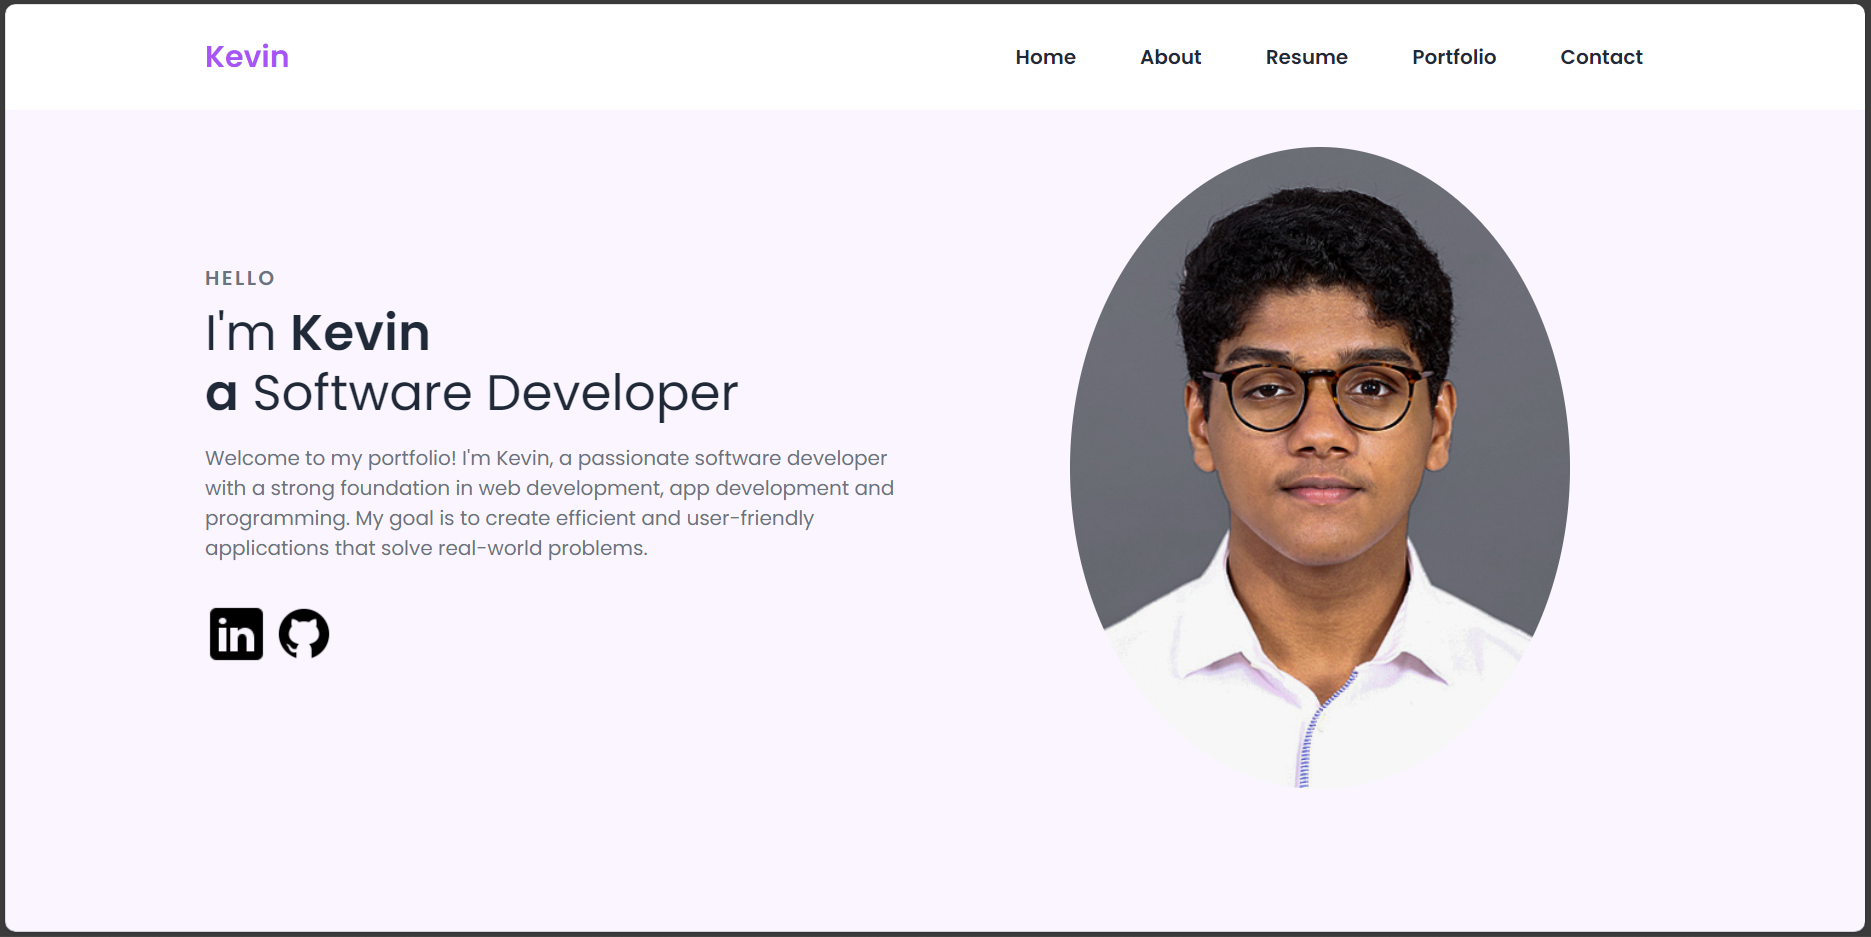 Kevin
Home About Resume Portfolio Contact
HELLO
I'm Kevin
a Software Developer
Welcome to my portfolio! I'm Kevin, a passionate software developer
with a strong foundation in web development, app development and
programming. My goal is to create efficient and user-friendly
applications that solve real-world problems.
in